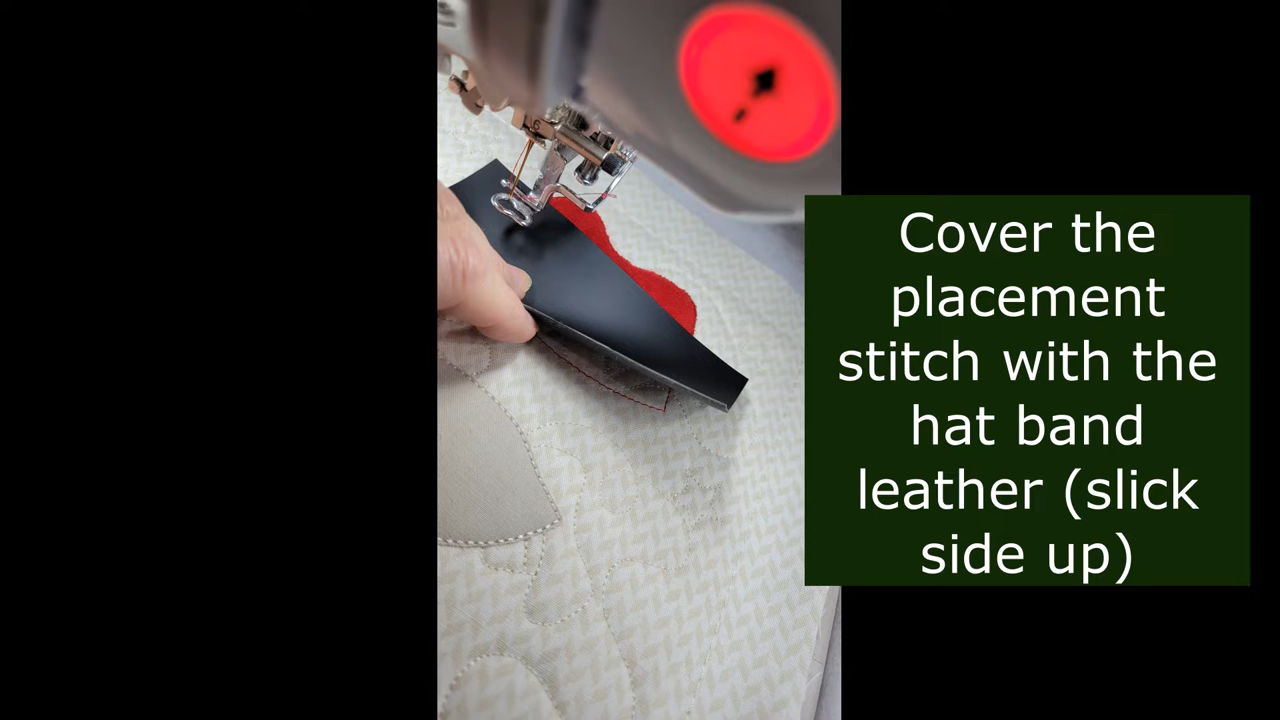 Cover the
placement
stitch with the
hat band
leather (slick
side up)